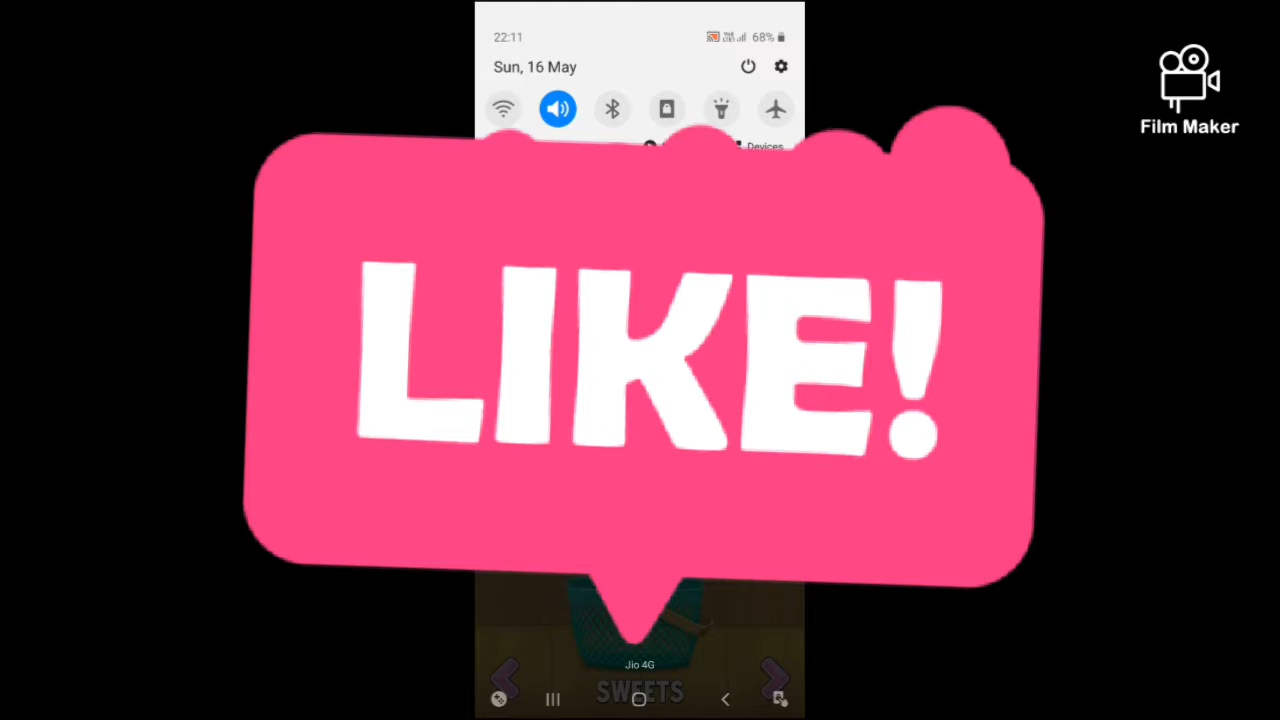 22:11
68%
Sun, 16 May
Devices
LIKE!
Film Maker
Jio 4G
SWEETS